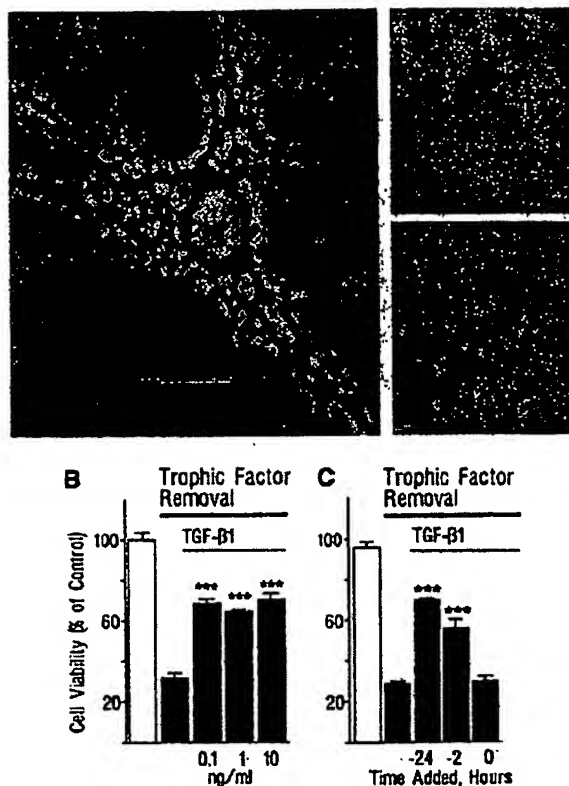 B
Trophic Factor
Removal
TGF-β1
Cell Viability (% of Control)
100
60
20
0.1 1 10
ng/ml
C
Trophic Factor
Removal
TGF-β1
100
60
20
-24 -2 0
Time Added, Hours